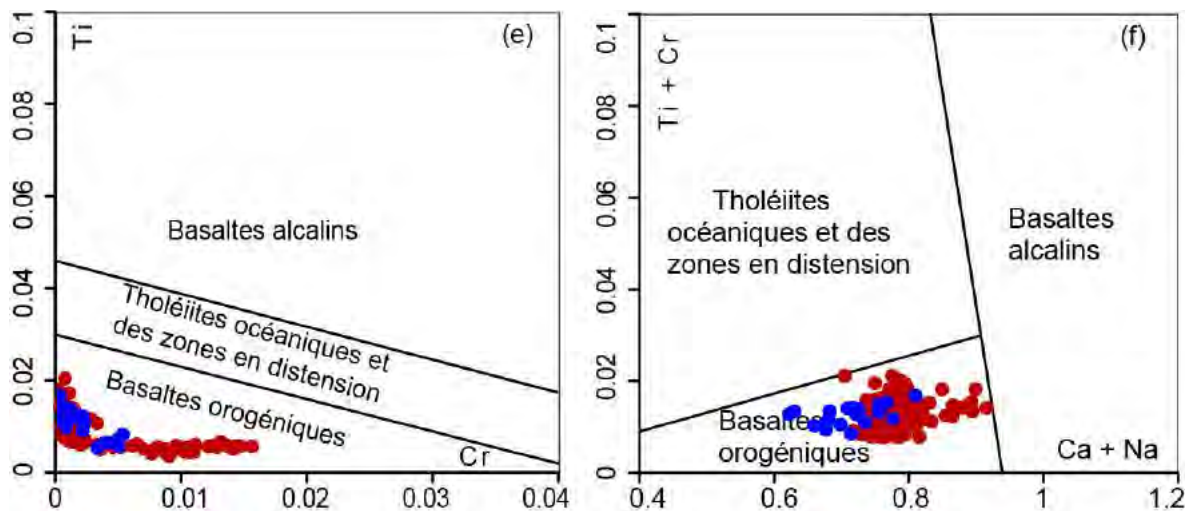 Ti
(e)
0.1
0.08
0.06
0.04
0.02
0
Basaltes alcalins
Tholéiites océaniques et
des zones en distension
Basaltes orogéniques
Cr
0
0.01
0.02
0.03
0.04
Ti + Cr
(f)
0.1
0.08
0.06
0.04
0.02
0
Tholéiites
océaniques et des
zones en distension
Basaltes
alcalins
Basaltes
orogéniques
Ca + Na
0.4
0.6
0.8
1
1.2